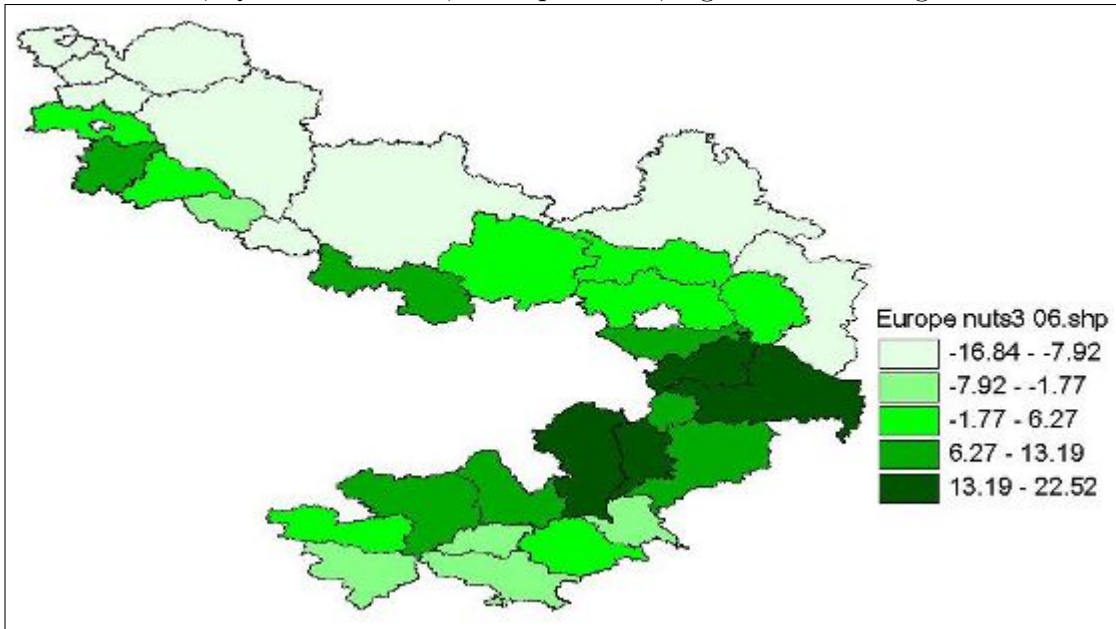 Europe nuts3 06.shp
-16.84 - -7.92
-7.92 - -1.77
-1.77 - 6.27
6.27 - 13.19
13.19 - 22.52